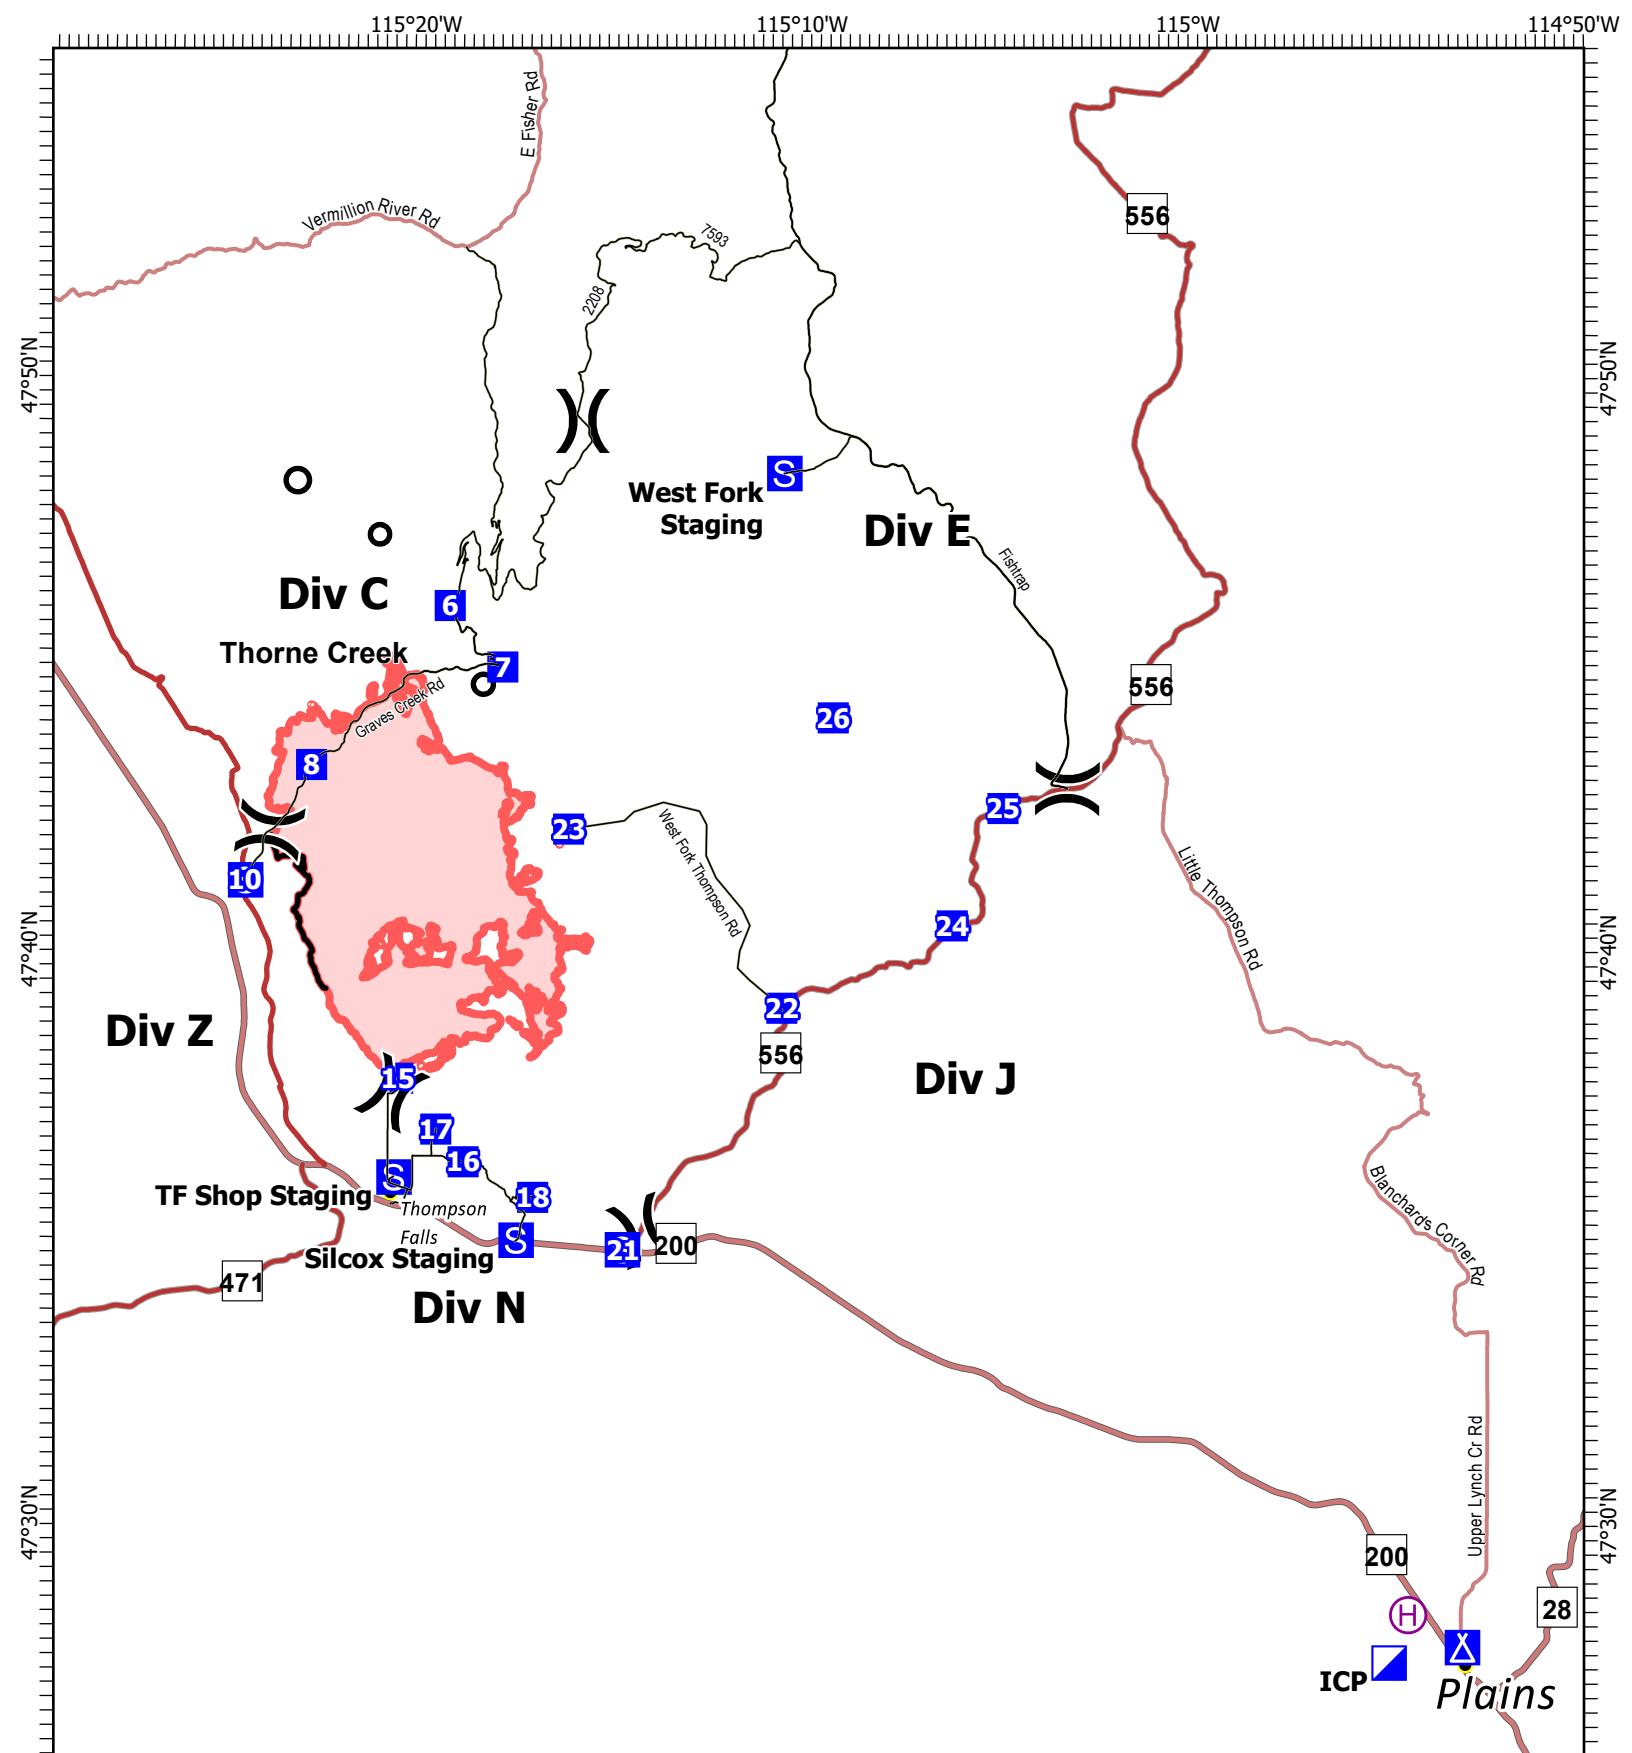 115°20'W
115°10'W
115°W
114°50'W
E Fisher Rd
Vermillion River Rd
556
7593
2208
47°50'N
47°50'N
S
West Fork
Staging
Div E
Fishtrap
Div C
6
Thorne Creek
7
556
Graves Creek Rd
26
8
25
23
West Fork Thompson Rd
Little Thompson Rd
10
24
47°40'N
47°40'N
22
Div Z
556
15
Div J
17
16
S
TF Shop Staging
18
Thompson
Falls
Blanchards Corner Rd
S
Silcox Staging
21
200
471
Div N
Upper Lynch Cr Rd
47°30'N
47°30'N
200
28
H
ICP
Plains